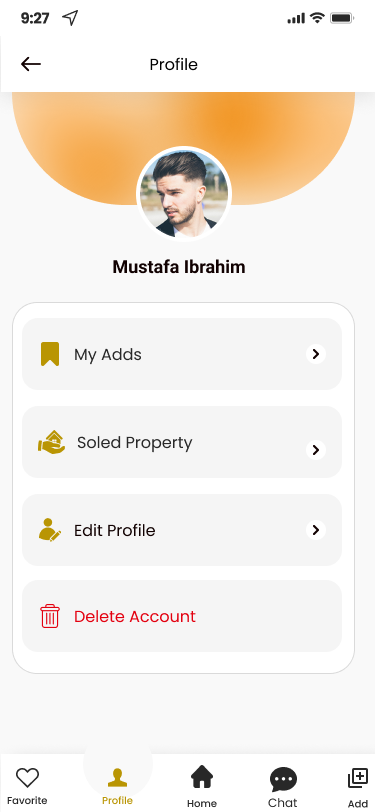 9:27
Profile
Mustafa Ibrahim
My Adds
Soled Property
Edit Profile
Delete Account
Favorite
Profile
Home
Chat
Add